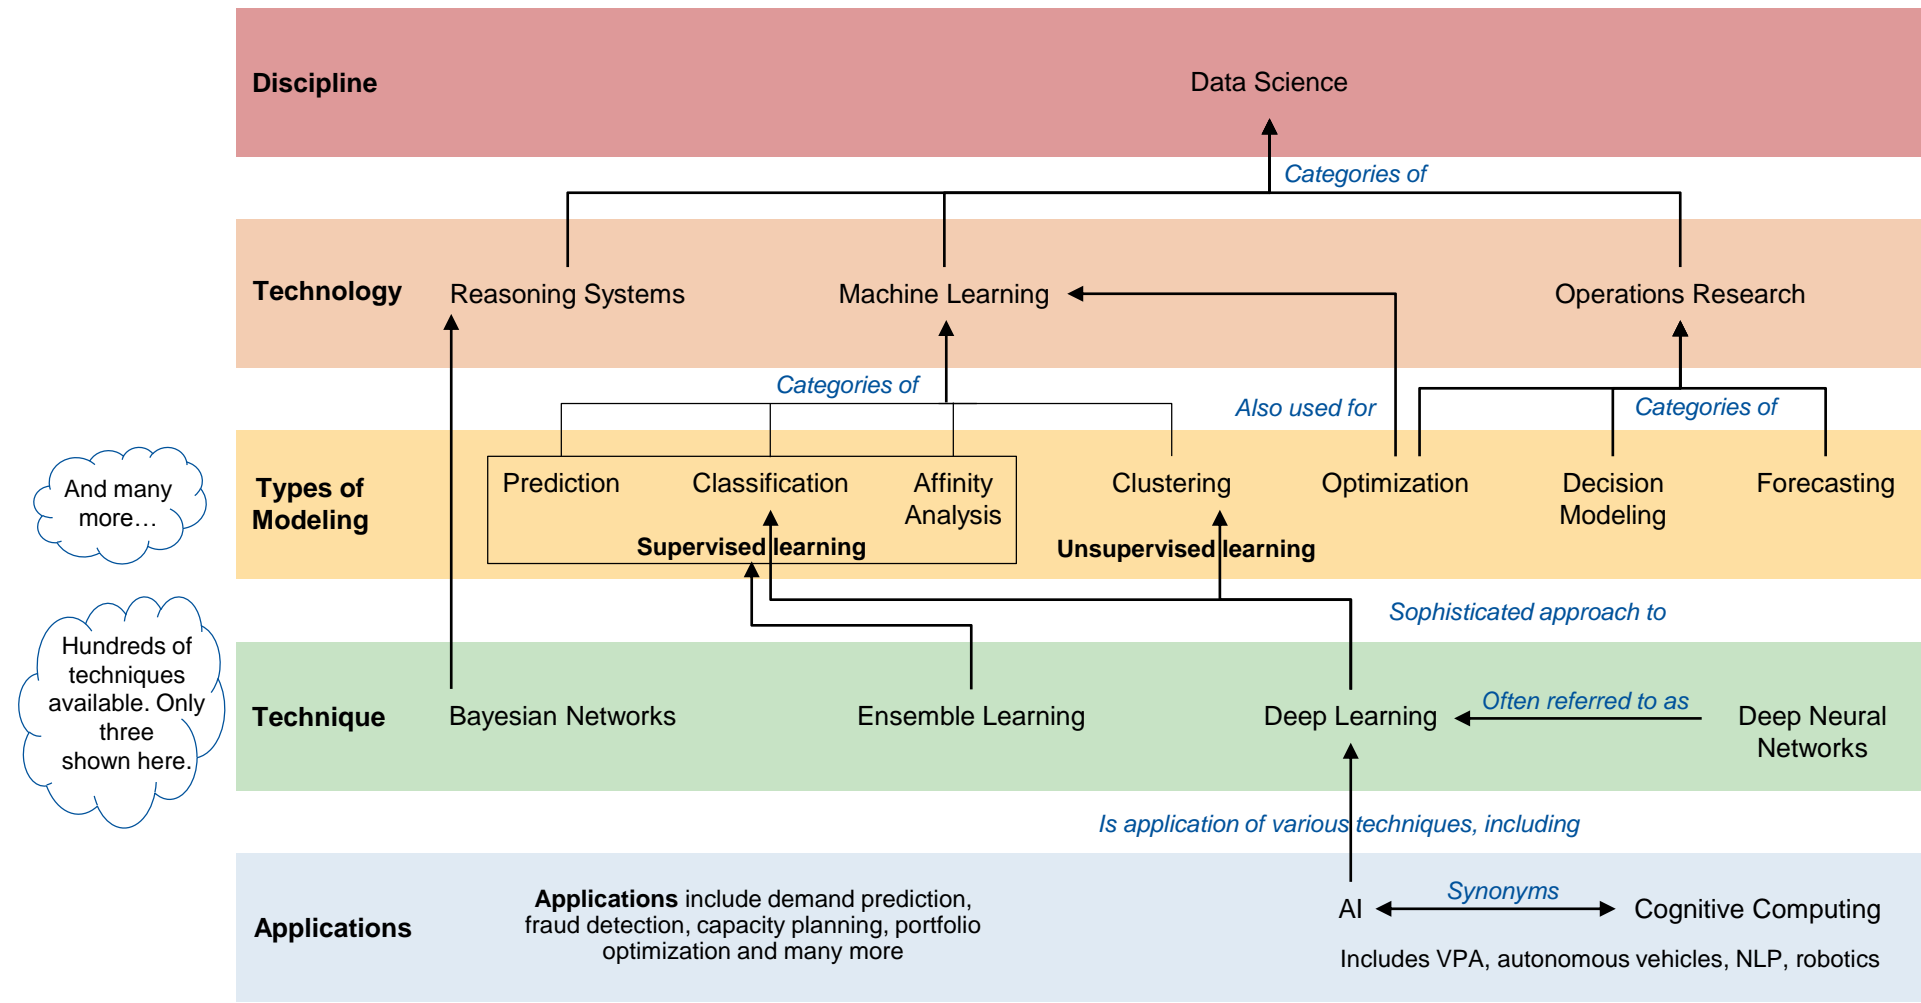 Discipline
Data Science
Categories of
Technology
Reasoning Systems
Machine Learning
Operations Research
Categories of
Also used for
Categories of
And many
more…
Types of
Modeling
Prediction
Classification
Affinity
Analysis
Supervised learning
Clustering
Unsupervised learning
Optimization
Decision
Modeling
Forecasting
Sophisticated approach to
Hundreds of
techniques
available. Only
three
shown here.
Technique
Bayesian Networks
Ensemble Learning
Deep Learning
Often referred to as
Deep Neural
Networks
Is application of various techniques, including
Applications
Applications include demand prediction,
fraud detection, capacity planning, portfolio
optimization and many more
AI
Synonyms
Cognitive Computing
Includes VPA, autonomous vehicles, NLP, robotics